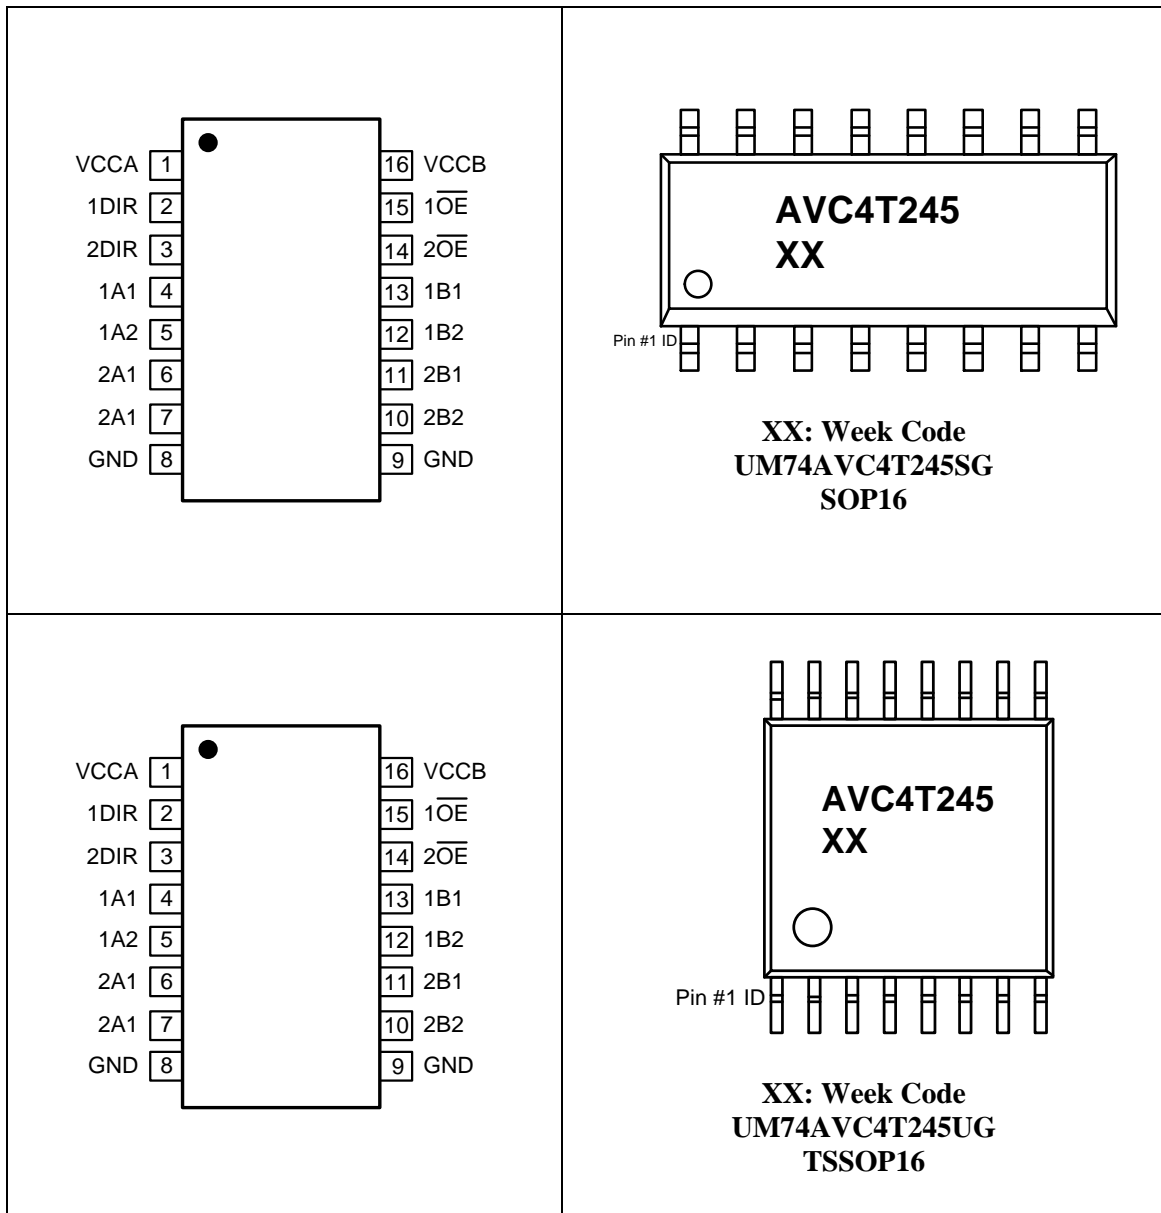 VCCA 1 16 VCCB
1DIR 2 15 1O̅E̅
2DIR 3 14 2O̅E̅
1A1 4 13 1B1
1A2 5 12 1B2
2A1 6 11 2B1
2A1 7 10 2B2
GND 8 9 GND
AVC4T245
XX
Pin #1 ID
XX: Week Code
UM74AVC4T245SG
SOP16
VCCA 1 16 VCCB
1DIR 2 15 1O̅E̅
2DIR 3 14 2O̅E̅
1A1 4 13 1B1
1A2 5 12 1B2
2A1 6 11 2B1
2A1 7 10 2B2
GND 8 9 GND
AVC4T245
XX
Pin #1 ID
XX: Week Code
UM74AVC4T245UG
TSSOP16